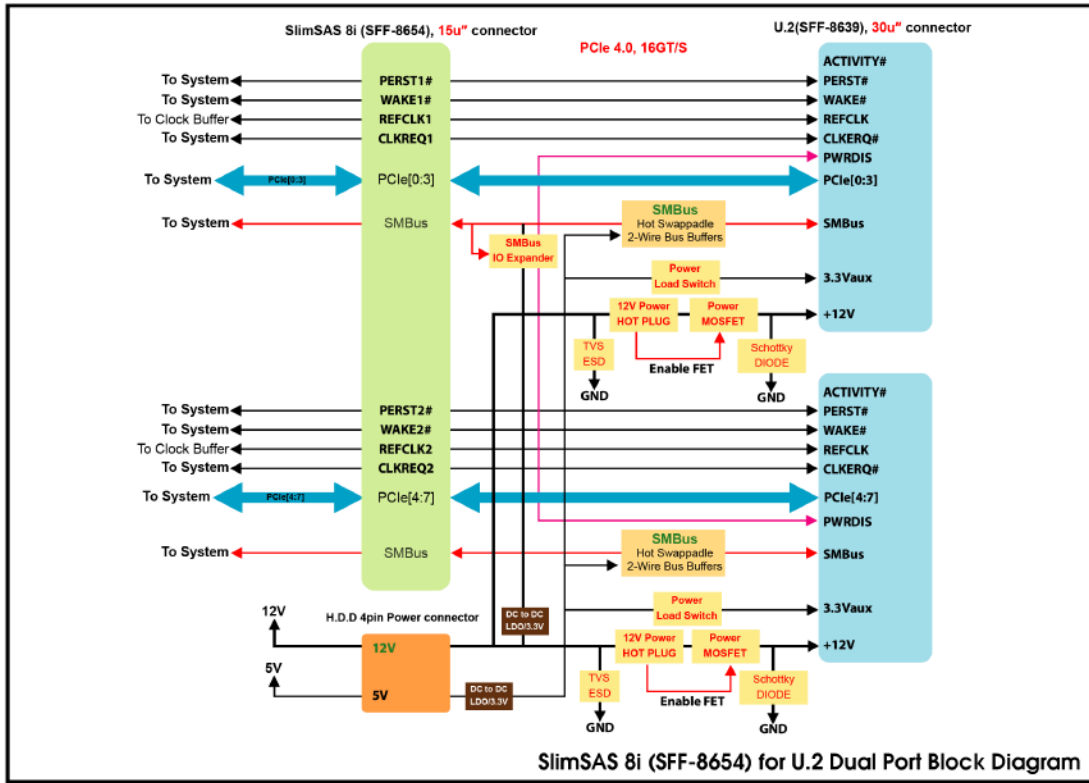 SlimSAS 8i (SFF-8654), 15u" connector
U.2(SFF-8639), 30u" connector
PCIe 4.0, 16GT/S
ACTIVITY#
To System PERST1# PERST#
To System WAKE1# WAKE#
To Clock Buffer REFCLK1 REFCLK
To System CLKREQ1 CLKERQ#
PWRDIS
To System PCIe[0:3] PCIe[0:3] PCIe[0:3]
SMBus
To System SMBus Hot Swappadle SMBus
2-Wire Bus Buffers
SMBus
IO Expander
Power
Load Switch
3.3Vaux
12V Power
HOT PLUG
Power
MOSFET
+12V
TVS
ESD
Enable FET
Schottky
DIODE
GND
GND
ACTIVITY#
To System PERST2# PERST#
To System WAKE2# WAKE#
To Clock Buffer REFCLK2 REFCLK
To System CLKREQ2 CLKERQ#
To System PCIe[4:7] PCIe[4:7] PCIe[4:7]
PWRDIS
SMBus
To System SMBus Hot Swappadle SMBus
2-Wire Bus Buffers
Power
Load Switch
3.3Vaux
H.D.D 4pin Power connector
12V
12V
DC to DC
LDO/3.3V
12V Power
HOT PLUG
Power
MOSFET
+12V
5V
5V
DC to DC
LDO/3.3V
TVS
ESD
Enable FET
Schottky
DIODE
GND
GND
SlimSAS 8i (SFF-8654) for U.2 Dual Port Block Diagram